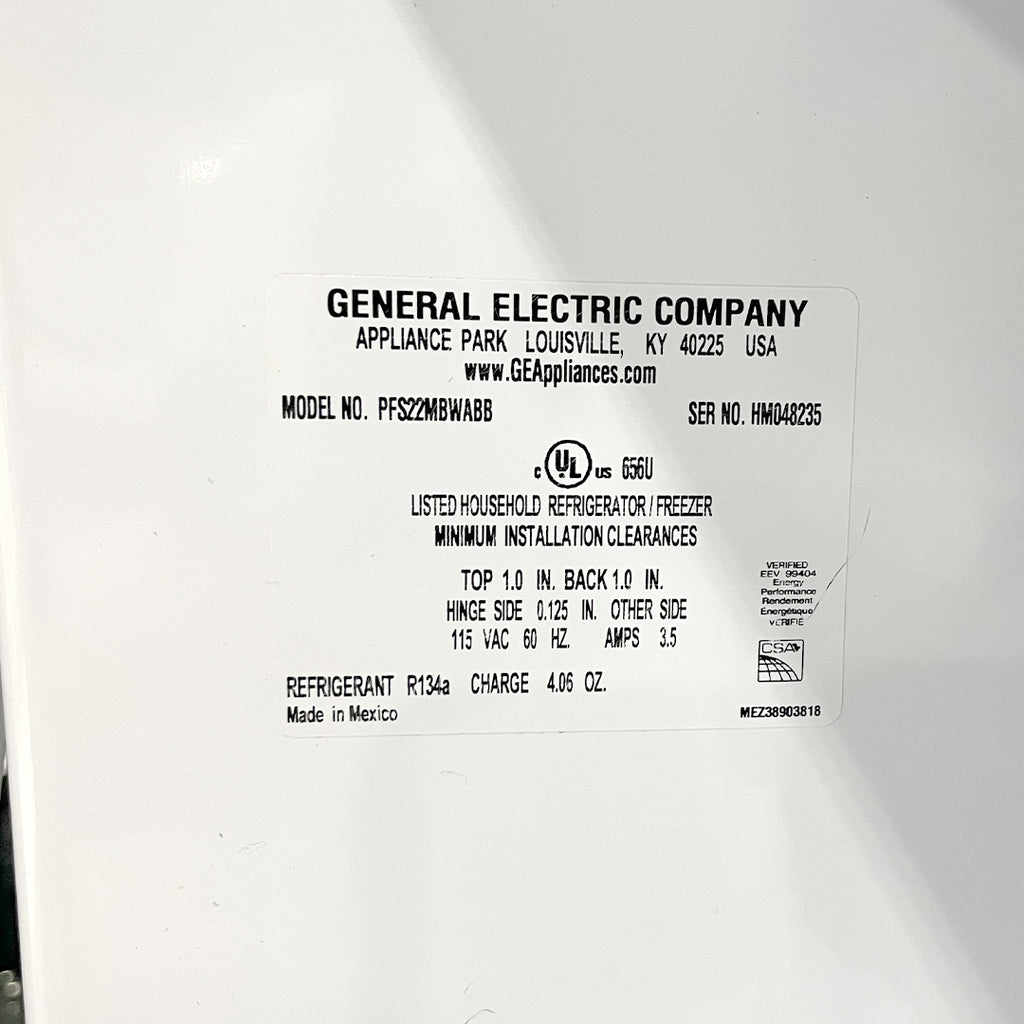 GENERAL ELECTRIC COMPANY
APPLIANCE PARK LOUISVILLE, KY 40225 USA
www.GEAppliances.com
MODEL NO. PFS22MBWABB SER NO. HM048235
c UL us 656U
LISTED HOUSEHOLD REFRIGERATOR / FREEZER
MINIMUM INSTALLATION CLEARANCES
TOP 1.0 IN. BACK 1.0 IN.
HINGE SIDE 0.125 IN. OTHER SIDE
115 VAC 60 HZ. AMPS 3.5
VERIFIED
EEV 99404
Energy
Performance
Rendement
Énergétique
VÉRIFIÉ
CSA
REFRIGERANT R134a CHARGE 4.06 OZ.
Made in Mexico
MEZ38903818